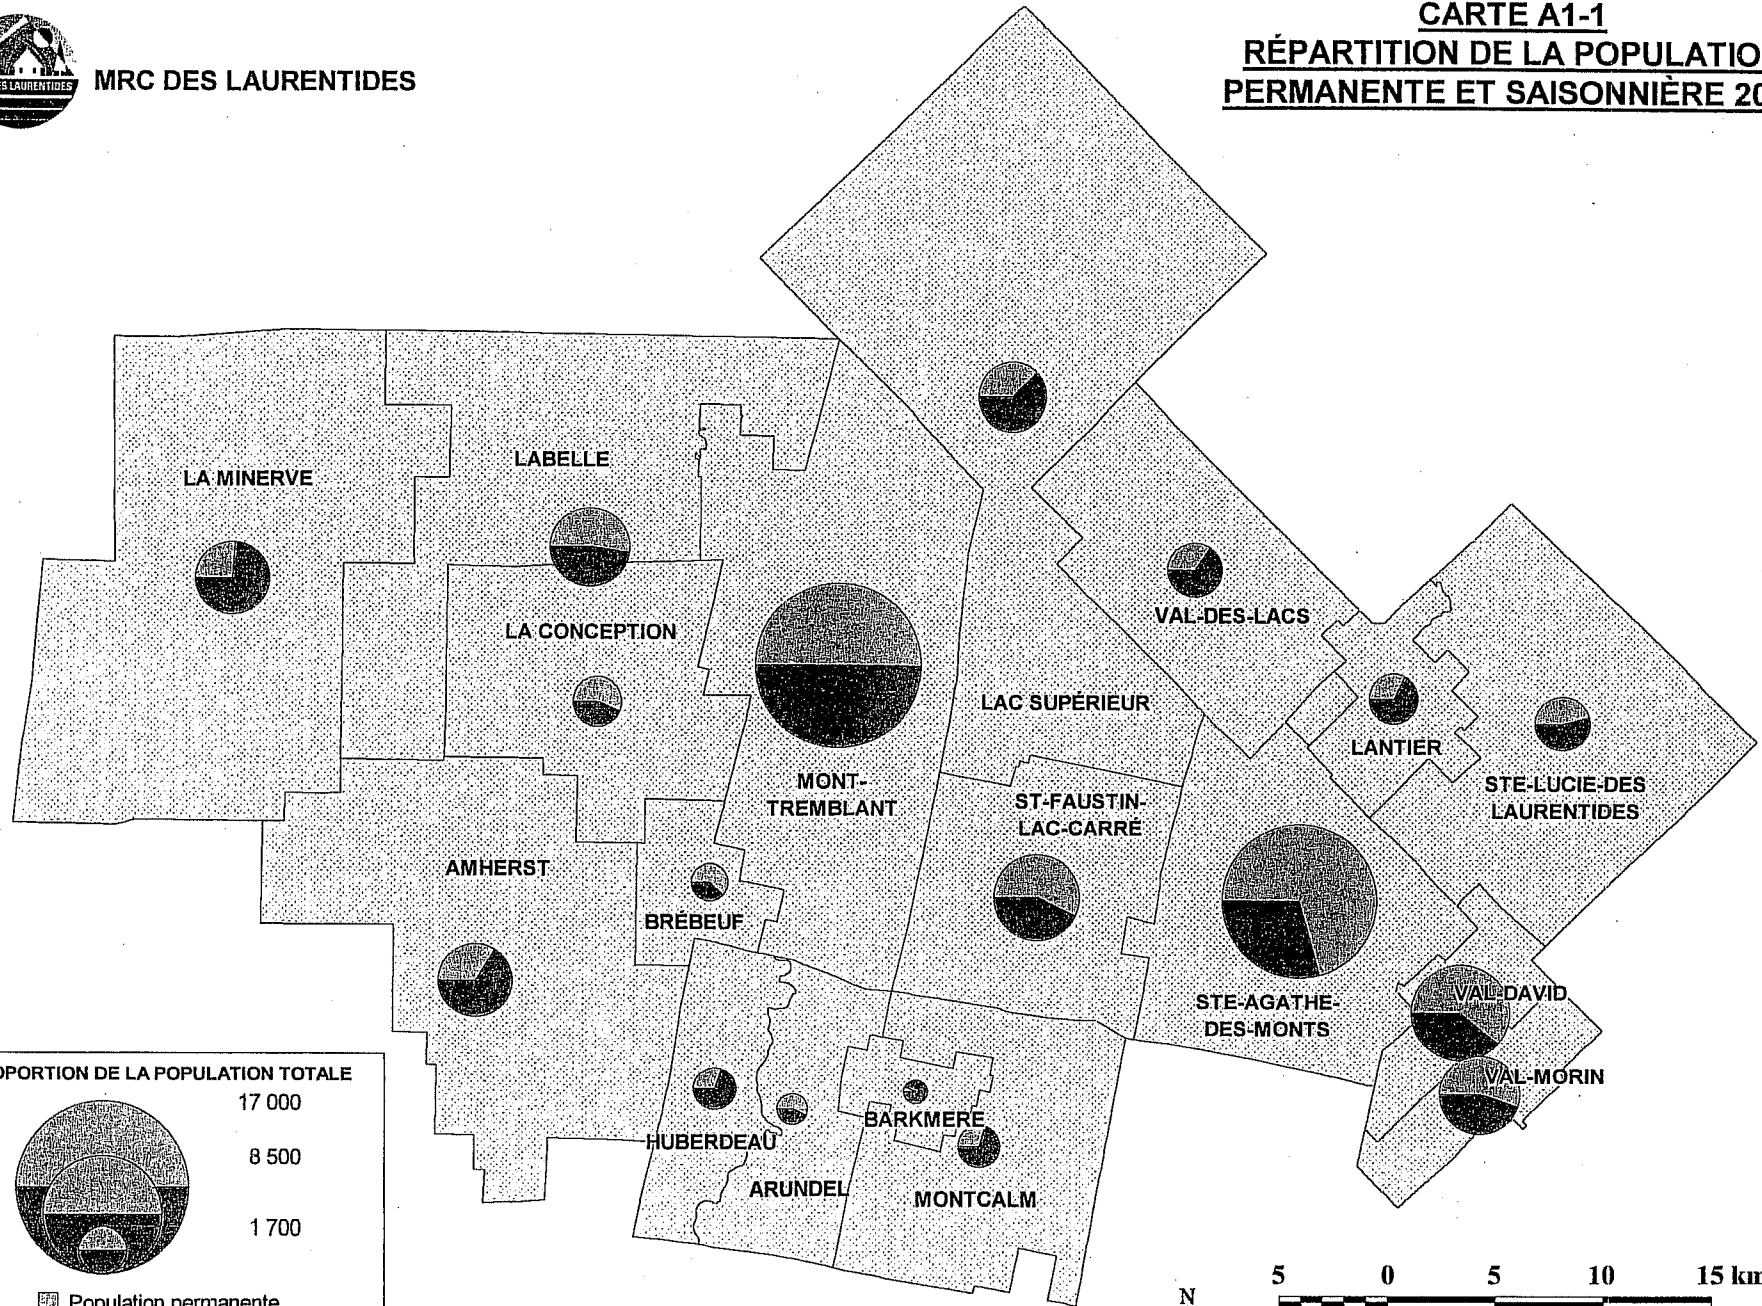 CARTE A1-1
RÉPARTITION DE LA POPULATIO
PERMANENTE ET SAISONNIÈRE 20
MRC DES LAURENTIDES
ES LAURENTIDES
LA MINERVE
LABELLE
LA CONCEPTION
VAL-DES-LACS
LAC SUPÉRIEUR
LANTIER
MONT-
TREMBLANT
ST-FAUSTIN-
LAC-CARRÉ
STE-LUCIE-DES
LAURENTIDES
AMHERST
BRÉBEUF
VAL-DAVID
STE-AGATHE-
DES-MONTS
VAL-MORIN
BARKMERE
HUBERDEAU
ARUNDEL
MONTCALM
OPORTION DE LA POPULATION TOTALE
17 000
8 500
1 700
Population permanente
N
5 0 5 10 15 km